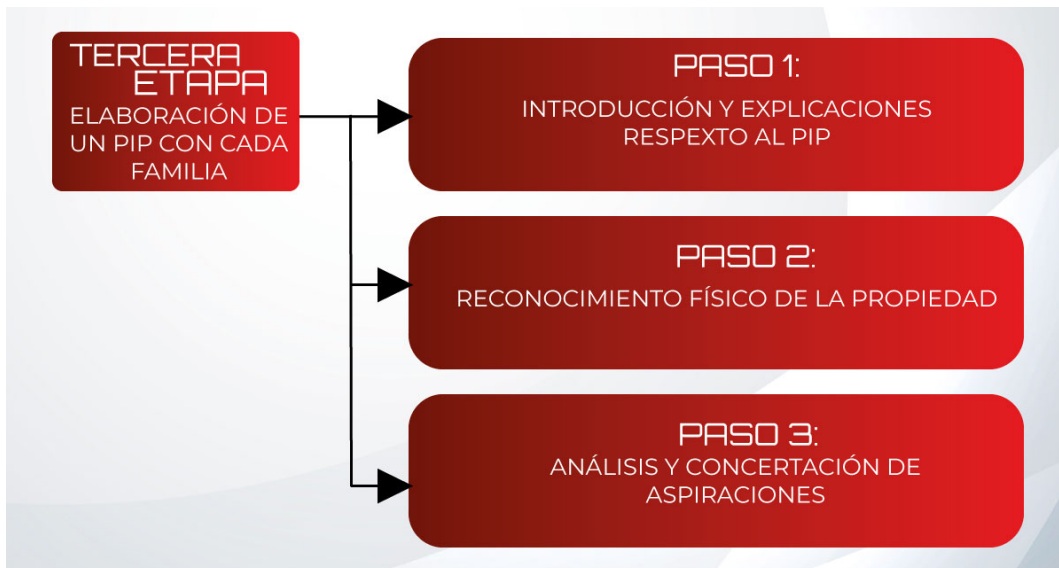 TERCERA
ETAPA
ELABORACIÓN DE
UN PIP CON CADA
FAMILIA
PASO 1:
INTRODUCCIÓN Y EXPLICACIONES
RESPEXTO AL PIP
PASO 2:
RECONOCIMIENTO FÍSICO DE LA PROPIEDAD
PASO 3:
ANÁLISIS Y CONCERTACIÓN DE
ASPIRACIONES